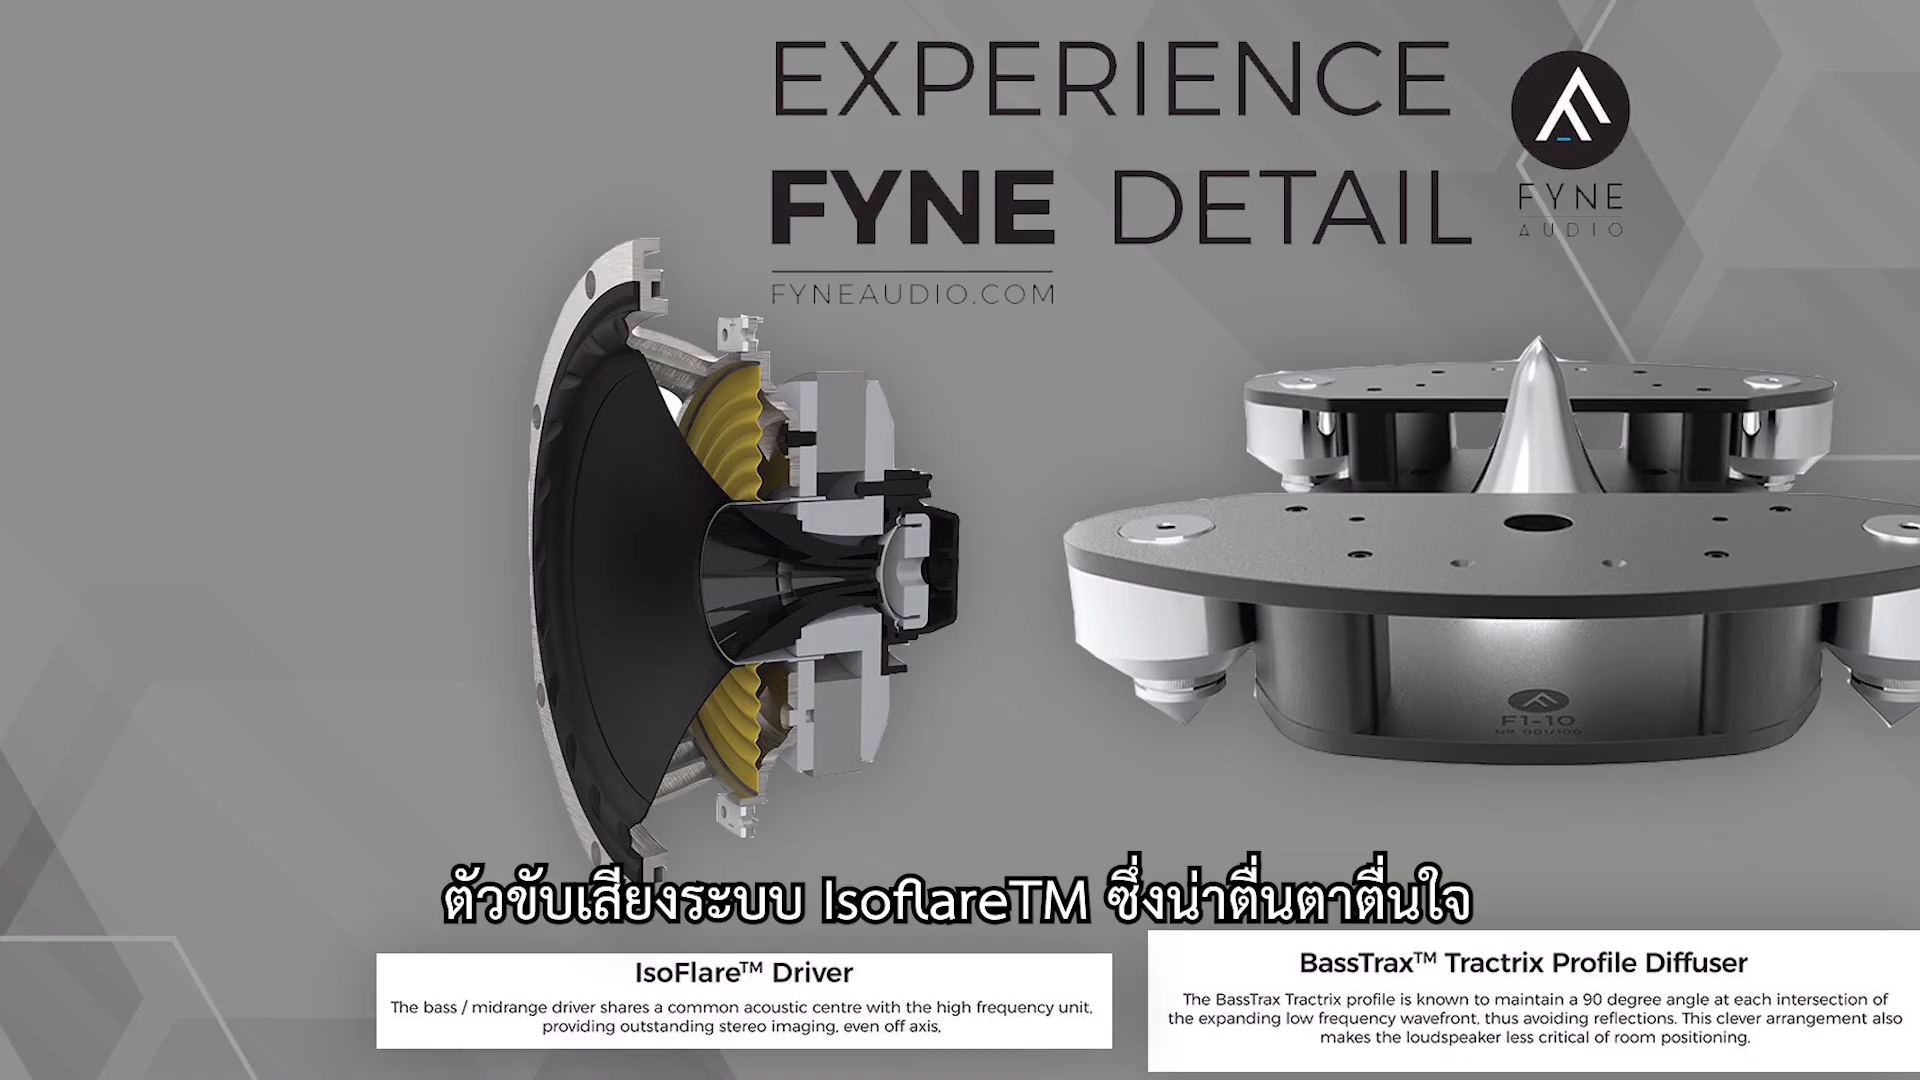 EXPERIENCE
FYNE DETAIL
FYNEAUDIO.COM
FYNE
AUDIO
F1-10
Nº 001/100
ตัวขับเสียงระบบ IsoflareTM ซึ่งน่าตื่นตาตื่นใจ
IsoFlare™ Driver
The bass / midrange driver shares a common acoustic centre with the high frequency unit,
providing outstanding stereo imaging, even off axis,
BassTrax™ Tractrix Profile Diffuser
The BassTrax Tractrix profile is known to maintain a 90 degree angle at each intersection of
the expanding low frequency wavefront, thus avoiding reflections. This clever arrangement also
makes the loudspeaker less critical of room positioning.